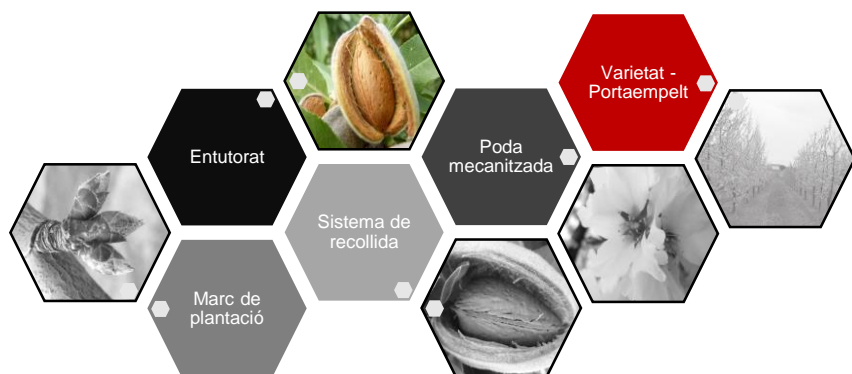 Varietat -
Portaempelt
Entutorat
Poda
mecanitzada
Sistema de
recollida
Marc de
plantació